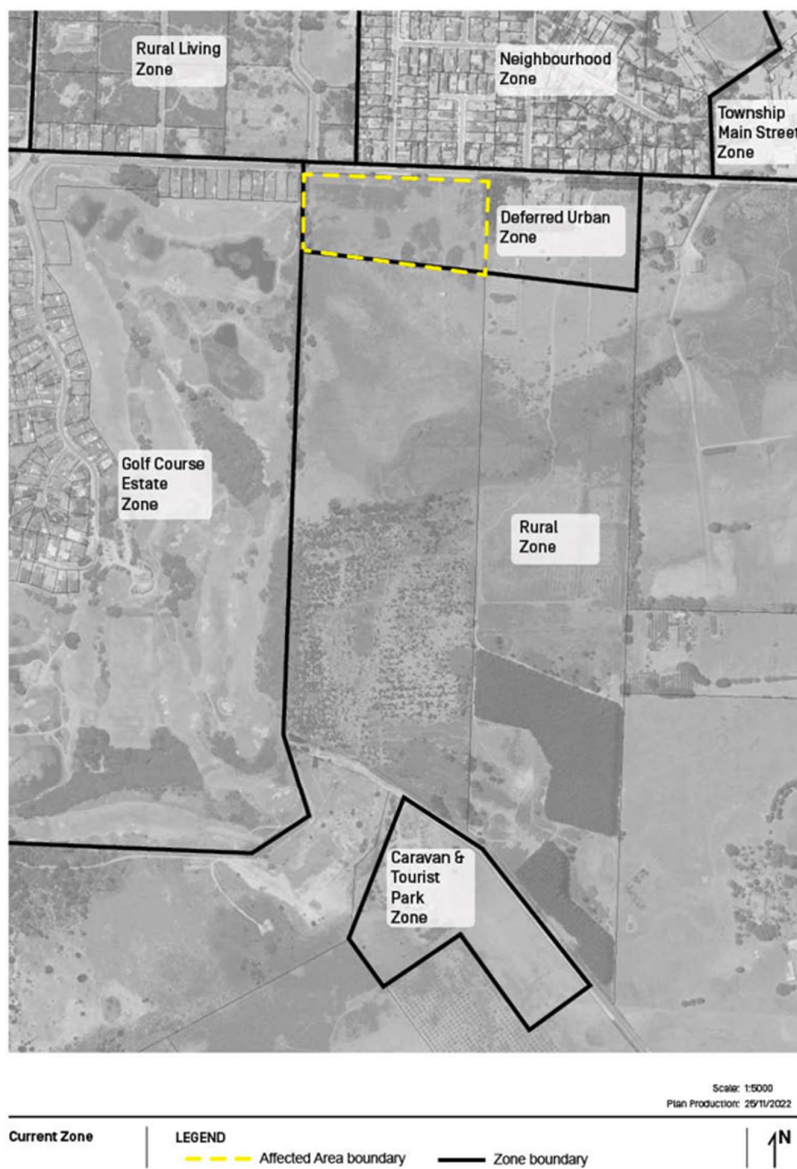 Rural Living
Zone
Neighbourhood
Zone
Township
Main Street
Zone
Deferred Urban
Zone
Golf Course
Estate
Zone
Rural
Zone
Caravan &
Tourist
Park
Zone
Scale: 1:5000
Plan Production: 25/11/2022
Current Zone
LEGEND
Affected Area boundary
Zone boundary
N